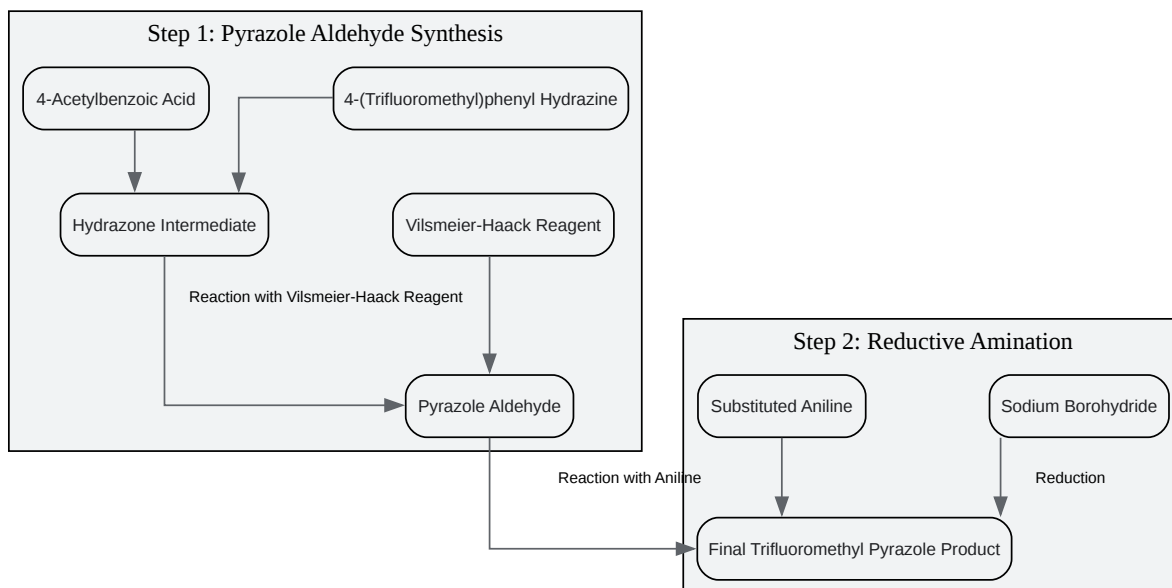 Step 1: Pyrazole Aldehyde Synthesis
4-Acetylbenzoic Acid
4-(Trifluoromethyl)phenyl Hydrazine
Hydrazone Intermediate
Vilsmeier-Haack Reagent
Reaction with Vilsmeier-Haack Reagent
Pyrazole Aldehyde
Step 2: Reductive Amination
Substituted Aniline
Sodium Borohydride
Reaction with Aniline
Reduction
Final Trifluoromethyl Pyrazole Product